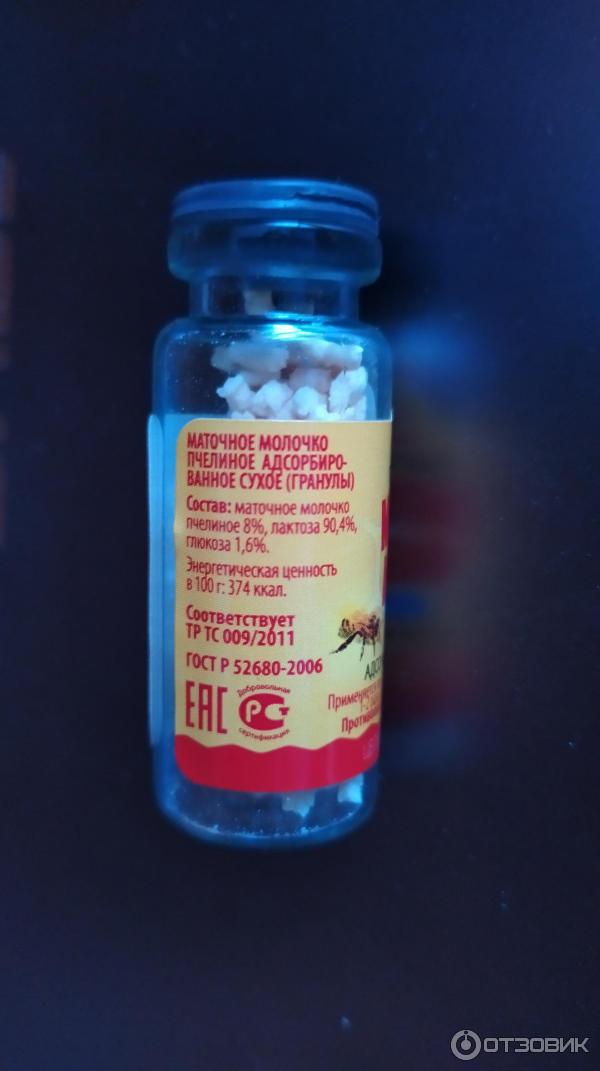 МАТОЧНОЕ МОЛОЧКО
ПЧЕЛИНОЕ АДСОРБИРО-
ВАННОЕ СУХОЕ (ГРАНУЛЫ)
Состав: маточное молочко
пчелиное 8%, лактоза 90,4%,
глюкоза 1,6%.
Энергетическая ценность
в 100 г: 374 ккал.
Соответствует
ТР ТС 009/2011
ГОСТ Р 52680-2006
EAC
Добровольная
РСТ
сертификация
ОТЗОВИК